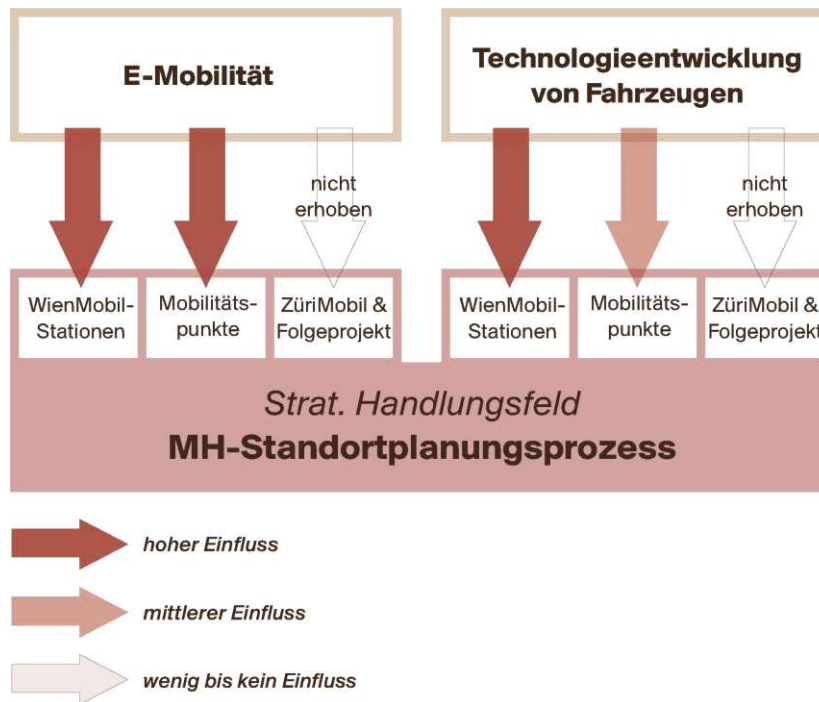 E-Mobilität
Technologieentwicklung
von Fahrzeugen
nicht
erhoben
nicht
erhoben
WienMobil-
Stationen
Mobilitäts-
punkte
ZüriMobil &
Folgeprojekt
WienMobil-
Stationen
Mobilitäts-
punkte
ZüriMobil &
Folgeprojekt
Strat. Handlungsfeld
MH-Standortplanungsprozess
hoher Einfluss
mittlerer Einfluss
wenig bis kein Einfluss